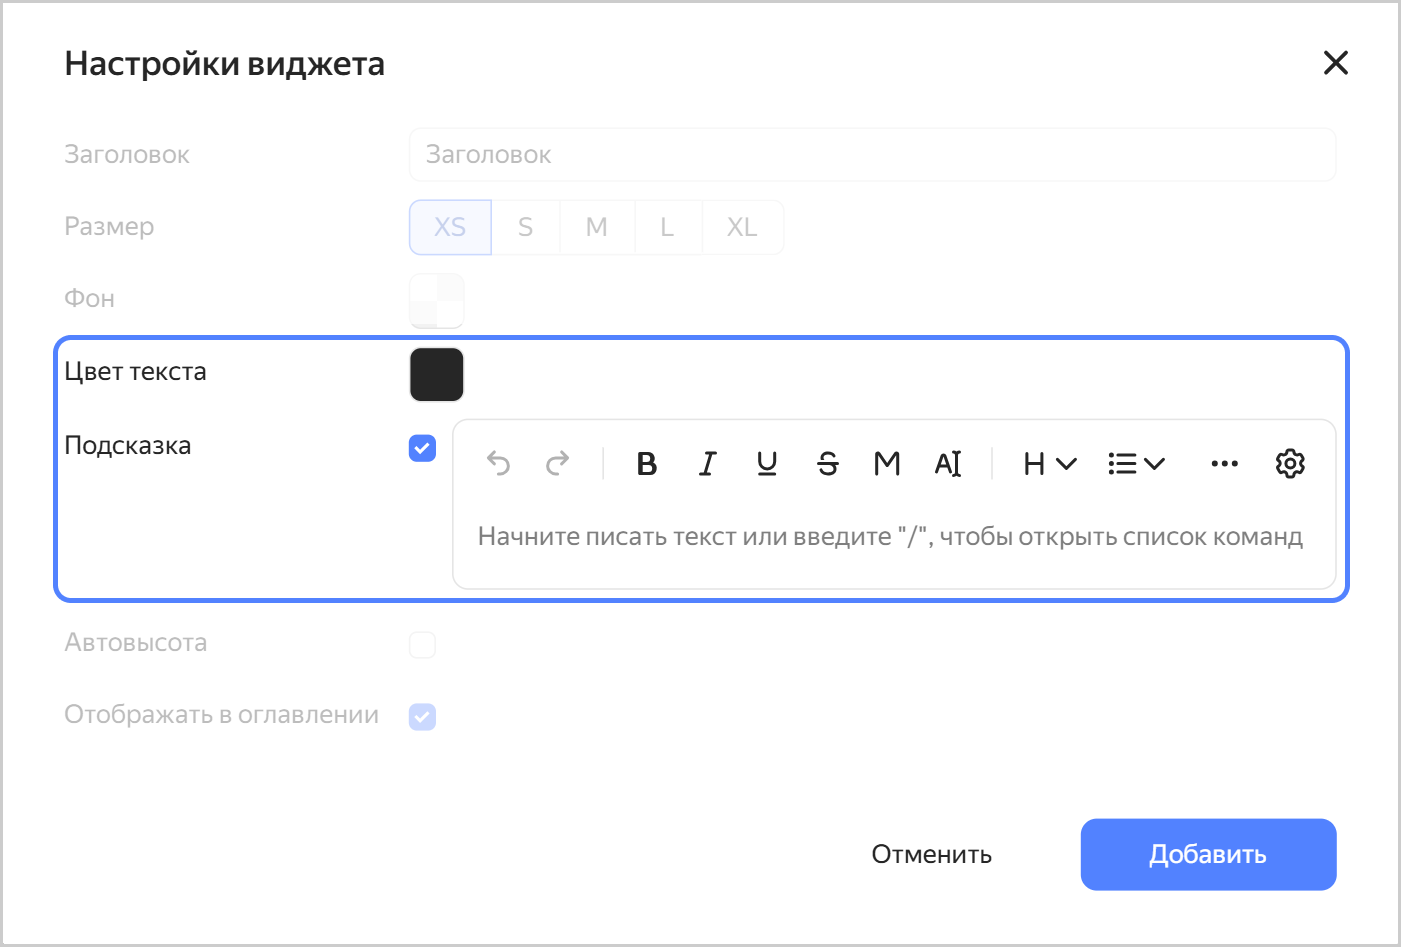 Настройки виджета
Заголовок Заголовок
Размер XS S M L XL
Фон
Цвет текста
Подсказка B I U S M AI H
Начните писать текст или введите "/", чтобы открыть список команд
Автовысота
Отображать в оглавлении
Отменить Добавить